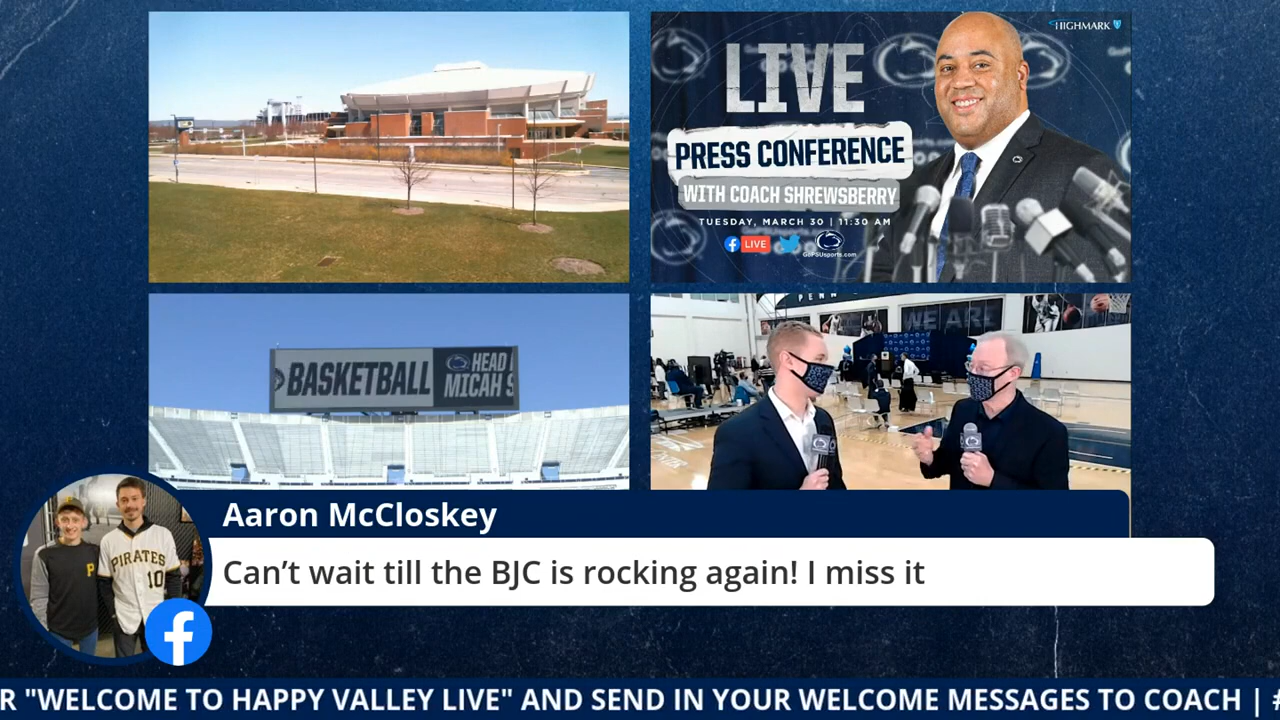 HIGHMARK
LIVE
PRESS CONFERENCE
WITH COACH SHREWSBERRY
TUESDAY, MARCH 30 | 11:30 AM
LIVE
GoPSUsports.com
BASKETBALL
HEAD
MICAH S
PENN
WE ARE
Aaron McCloskey
Can’t wait till the BJC is rocking again! I miss it
PIRATES
10
P
R "WELCOME TO HAPPY VALLEY LIVE" AND SEND IN YOUR WELCOME MESSAGES TO COACH | #